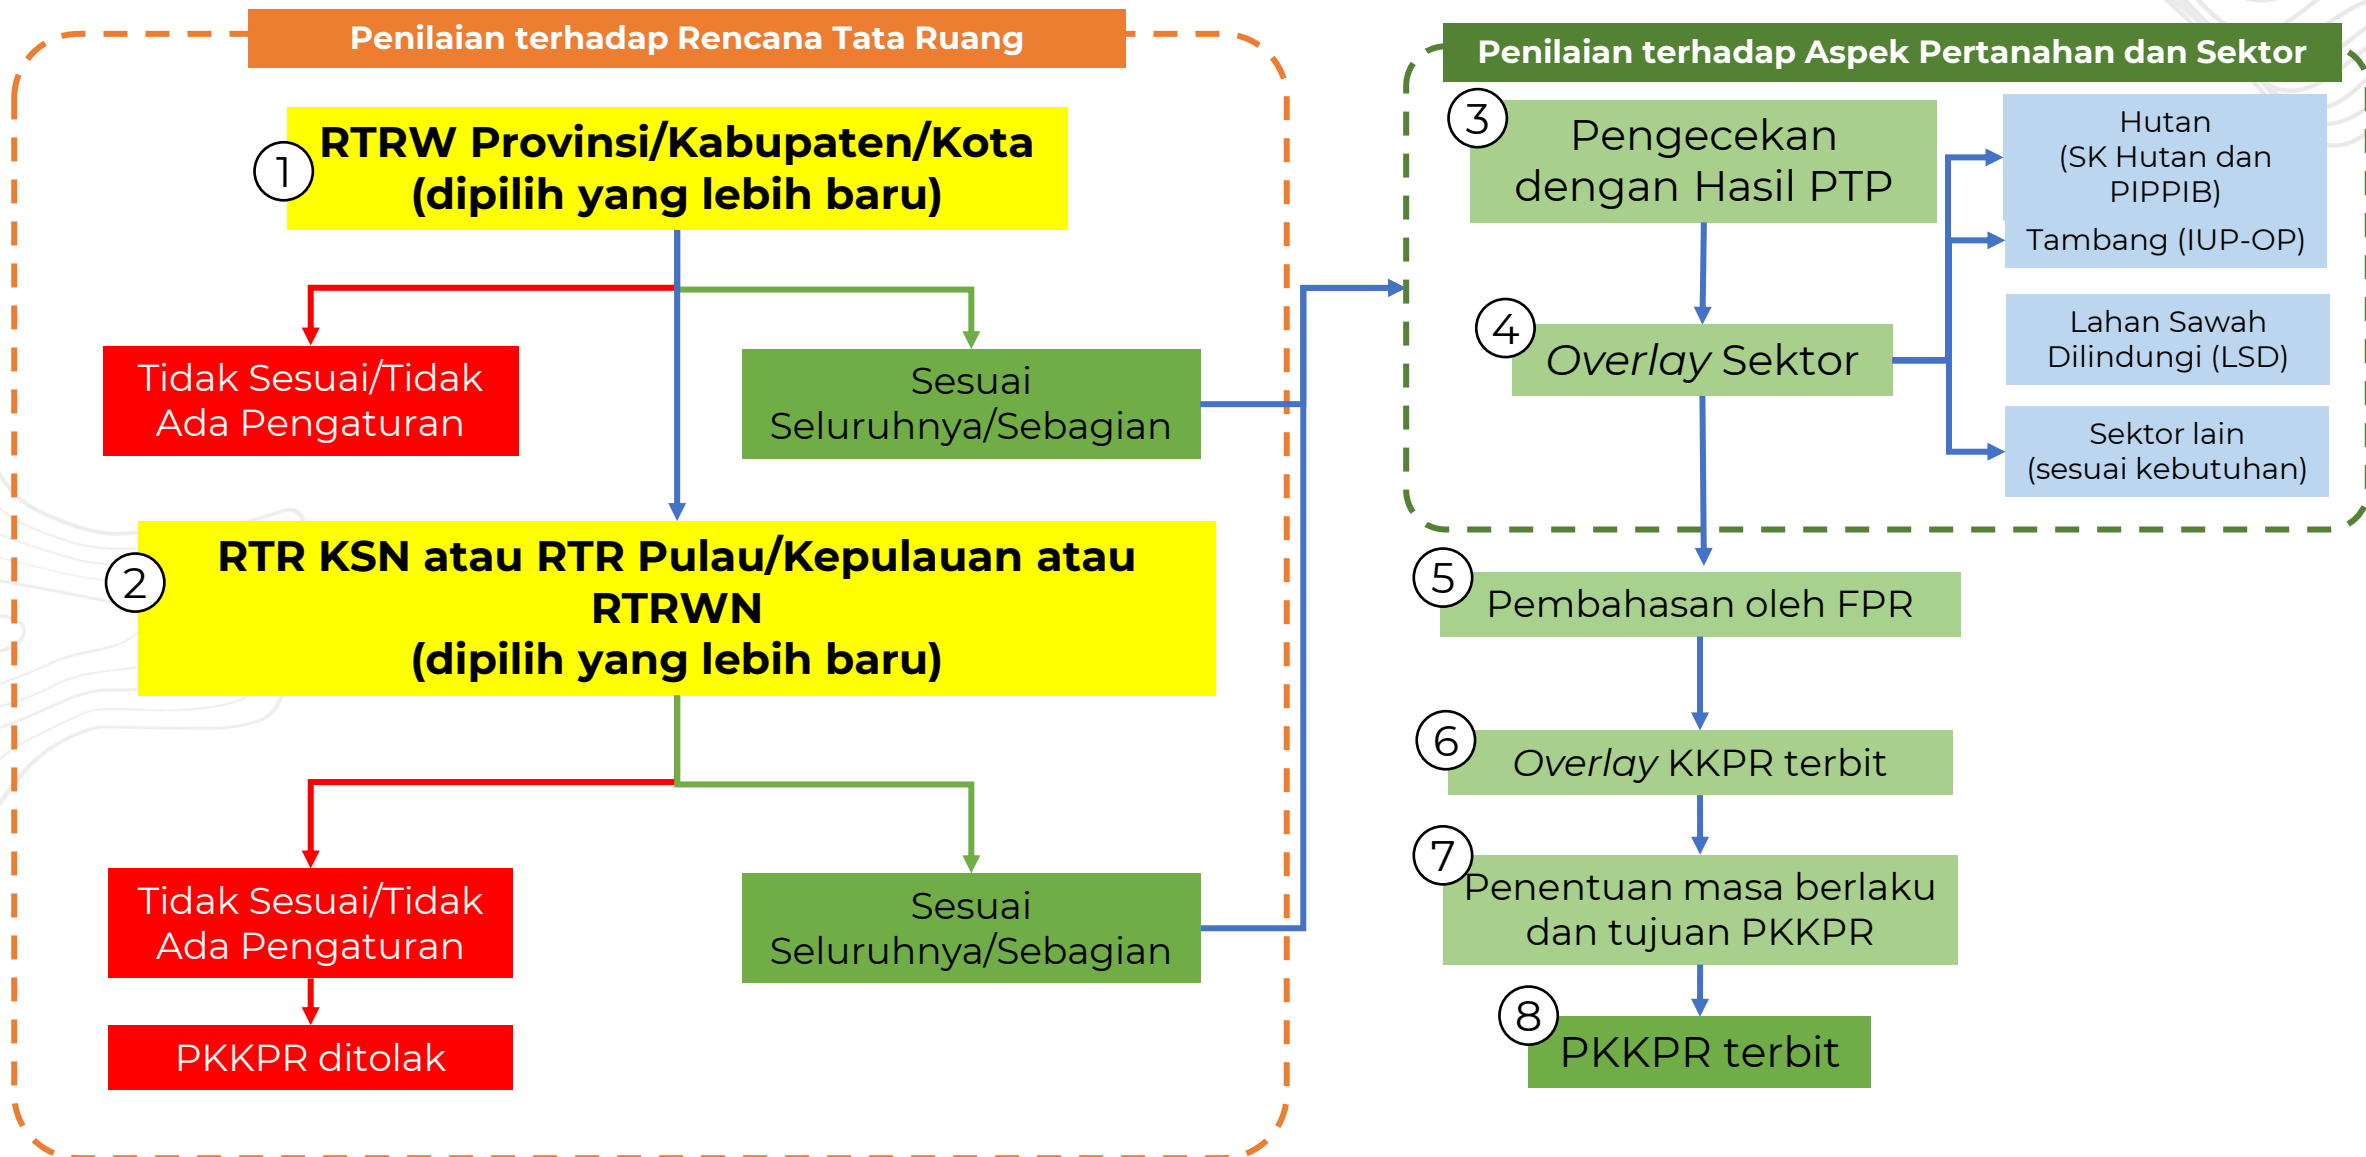 Penilaian terhadap Rencana Tata Ruang
1
RTRW Provinsi/Kabupaten/Kota
(dipilih yang lebih baru)
Tidak Sesuai/Tidak
Ada Pengaturan
Sesuai
Seluruhnya/Sebagian
2
RTR KSN atau RTR Pulau/Kepulauan atau
RTRWN
(dipilih yang lebih baru)
Tidak Sesuai/Tidak
Ada Pengaturan
Sesuai
Seluruhnya/Sebagian
PKKPR ditolak
Penilaian terhadap Aspek Pertanahan dan Sektor
3
Pengecekan
dengan Hasil PTP
Hutan
(SK Hutan dan
PIPPIB)
Tambang (IUP-OP)
4
Overlay Sektor
Lahan Sawah
Dilindungi (LSD)
Sektor lain
(sesuai kebutuhan)
5
Pembahasan oleh FPR
6
Overlay KKPR terbit
7
Penentuan masa berlaku
dan tujuan PKKPR
8
PKKPR terbit